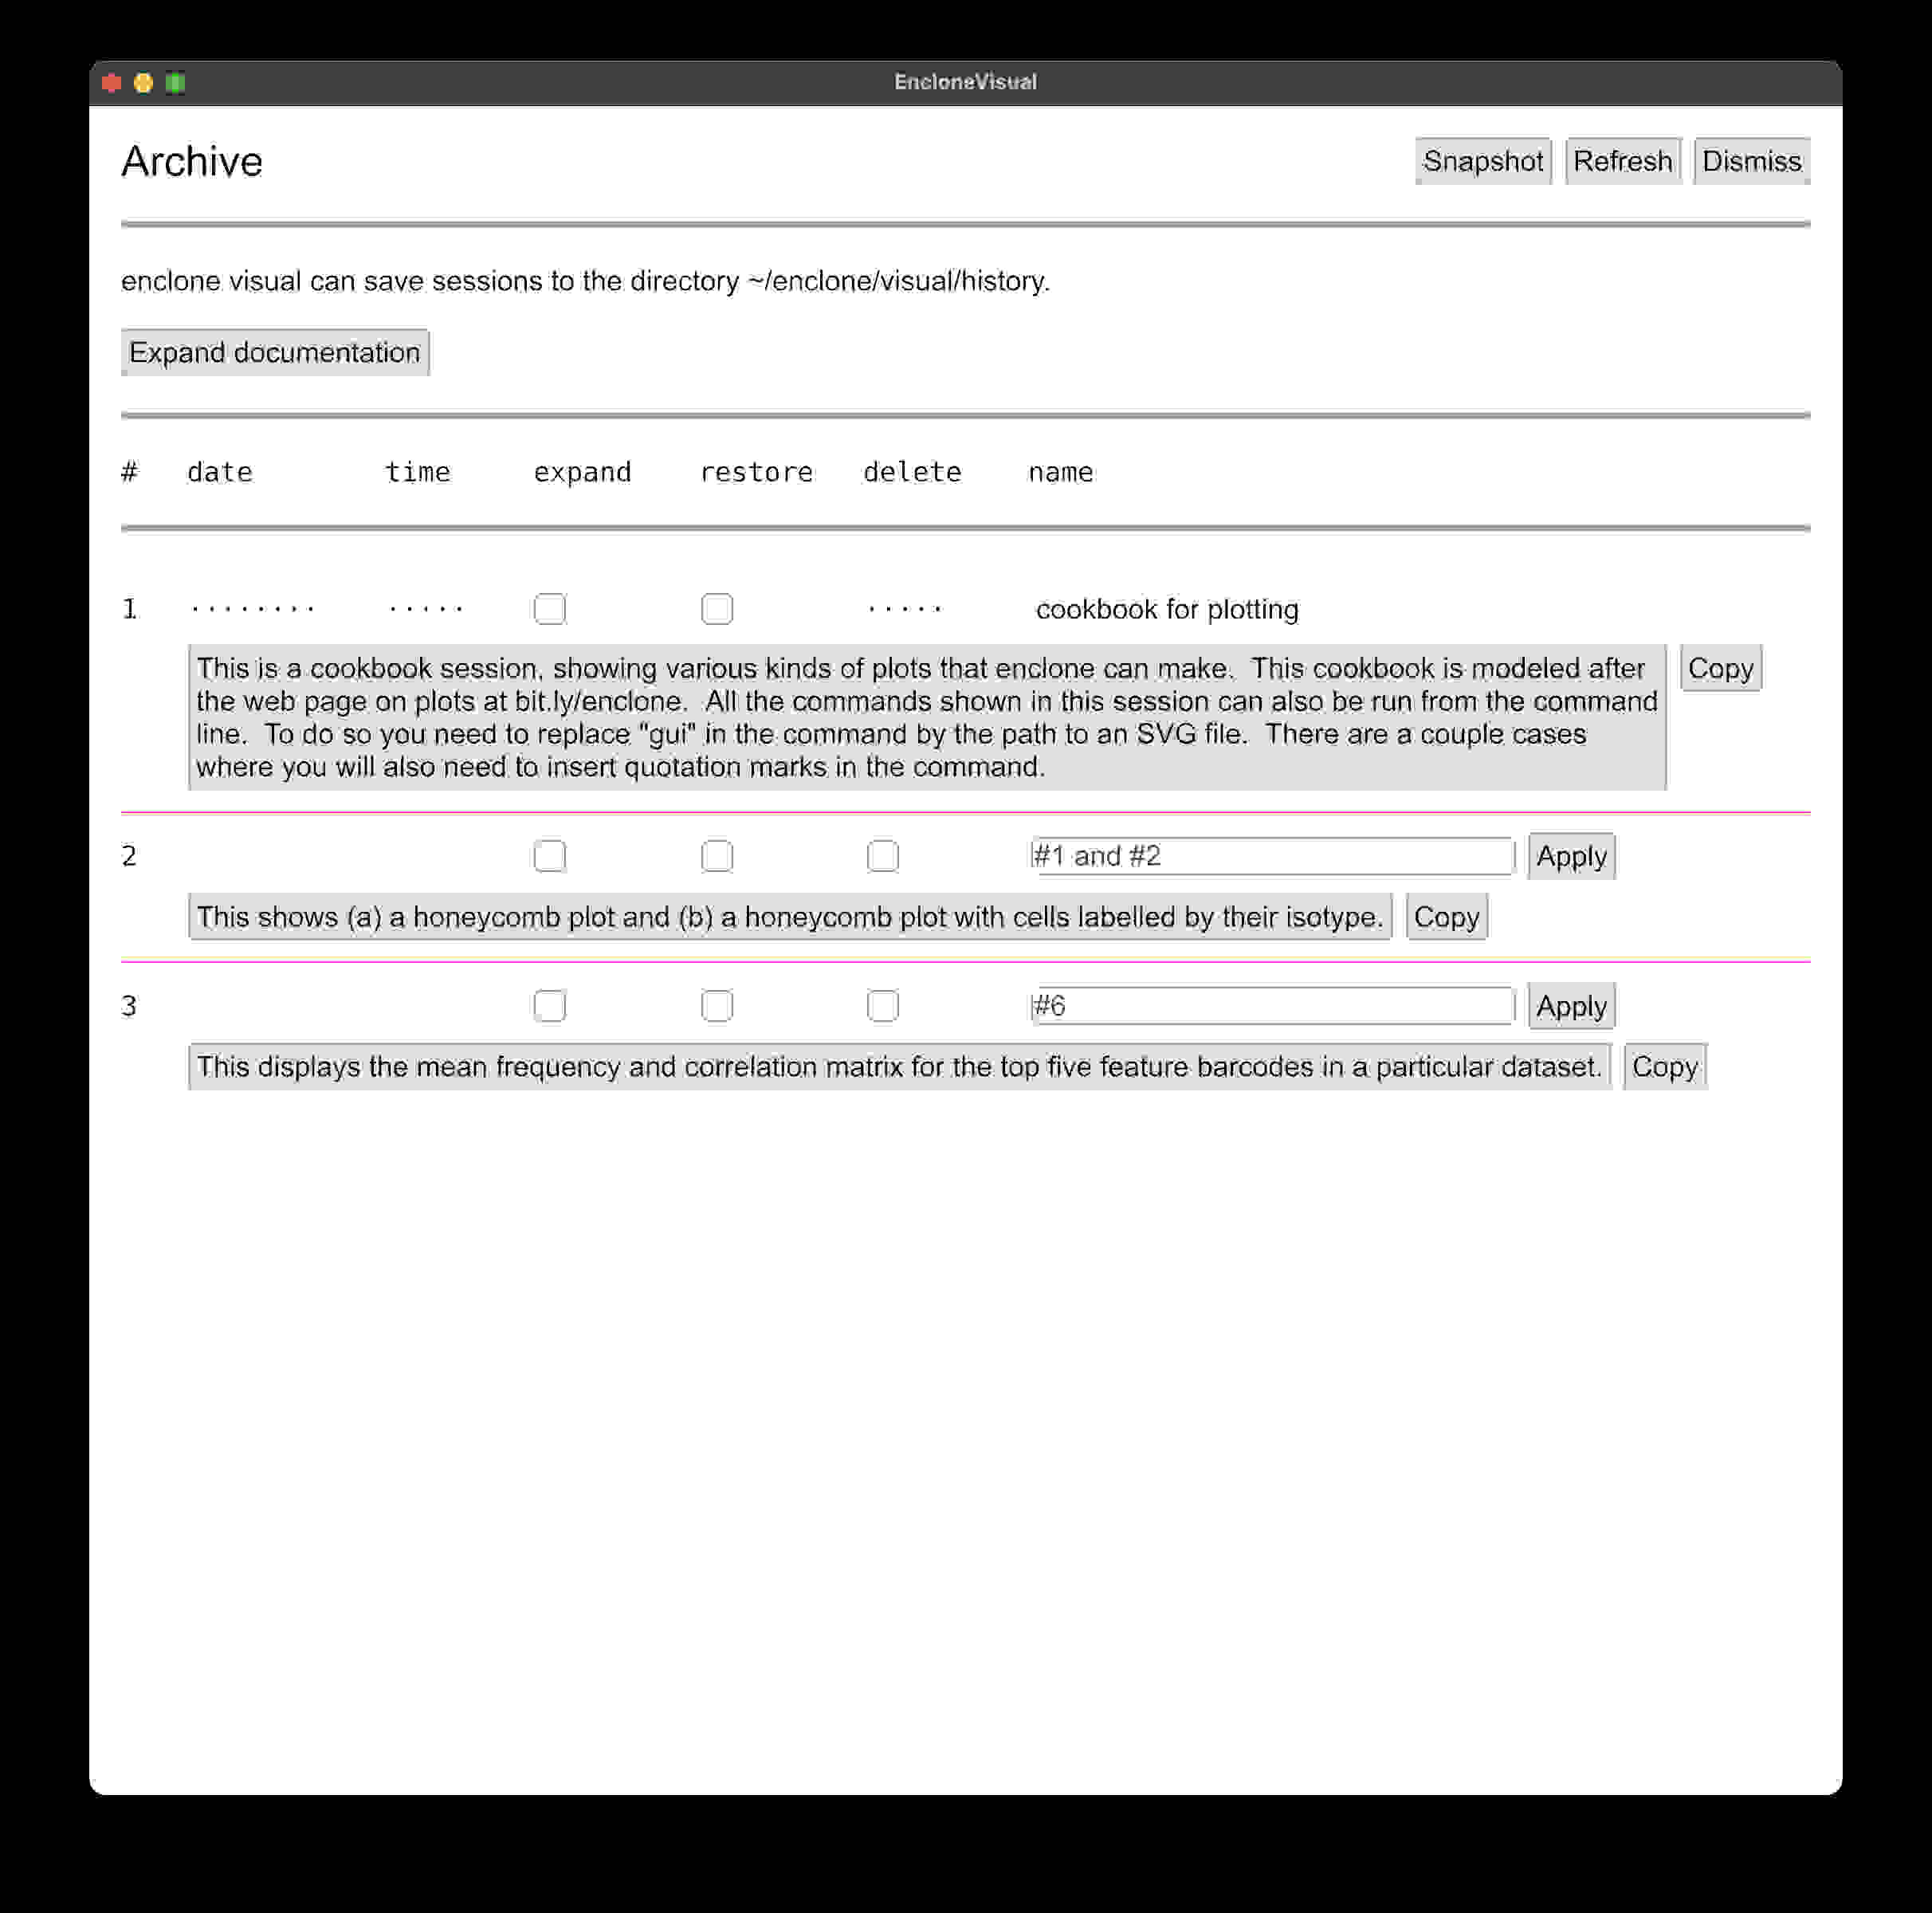 EncloneVisual
Archive Snapshot Refresh Dismiss
enclone visual can save sessions to the directory ~/enclone/visual/history.
Expand documentation
# date time expand restore delete name
1 ........ ..... ..... cookbook for plotting
This is a cookbook session, showing various kinds of plots that enclone can make.  This cookbook is modeled after Copy
the web page on plots at bit.ly/enclone.  All the commands shown in this session can also be run from the command
line.  To do so you need to replace "gui" in the command by the path to an SVG file.  There are a couple cases
where you will also need to insert quotation marks in the command.
2 #1 and #2 Apply
This shows (a) a honeycomb plot and (b) a honeycomb plot with cells labelled by their isotype. Copy
3 #6 Apply
This displays the mean frequency and correlation matrix for the top five feature barcodes in a particular dataset. Copy